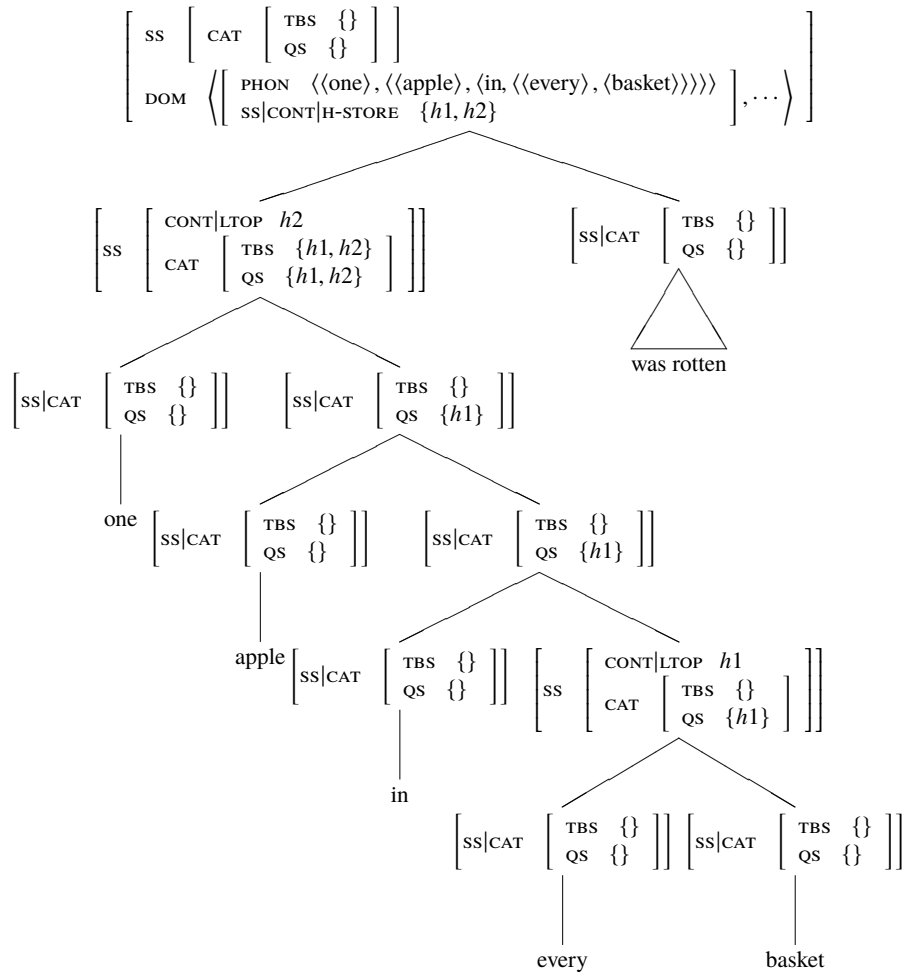 SS [ CAT [ TBS {}
QS {} ] ]
DOM ⟨[ PHON ⟨⟨one⟩, ⟨⟨apple⟩, ⟨in, ⟨⟨every⟩, ⟨basket⟩⟩⟩⟩⟩
SS|CONT|H-STORE {h1, h2} ], ⋯⟩
CONT|LTOP h2
SS CAT [ TBS {h1, h2}
QS {h1, h2} ]
[SS|CAT [ TBS {}
QS {} ]]
was rotten
[SS|CAT [ TBS {}
QS {} ]]
[SS|CAT [ TBS {}
QS {h1} ]]
one
[SS|CAT [ TBS {}
QS {} ]]
[SS|CAT [ TBS {}
QS {h1} ]]
apple
[SS|CAT [ TBS {}
QS {} ]]
CONT|LTOP h1
SS CAT [ TBS {}
QS {h1} ]
in
[SS|CAT [ TBS {}
QS {} ]]
[SS|CAT [ TBS {}
QS {} ]]
every
basket